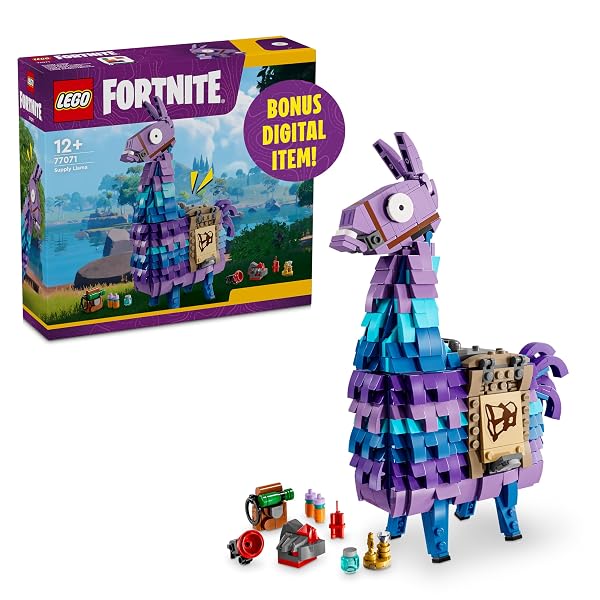 LEGO
FORTNITE
12+
77071
Supply Llama
BONUS
DIGITAL
ITEM!